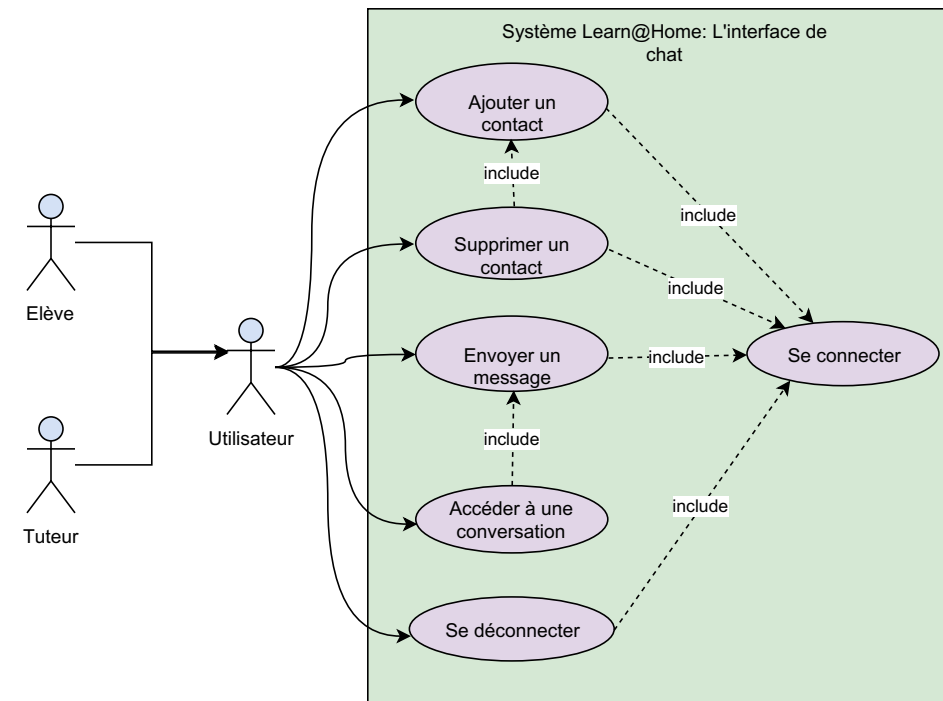 Système Learn@Home: L'interface de
chat
Ajouter un
contact
include
include
Supprimer un
contact
include
Elève
Envoyer un
message
include
Se connecter
Utilisateur
include
Accéder à une
conversation
include
Tuteur
Se déconnecter